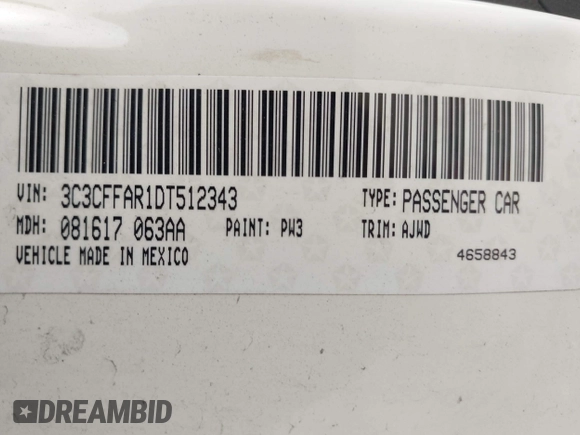 VIN: 3C3CFFAR1DT512343 TYPE: PASSENGER CAR
MDH: 081617 063AA PAINT: PW3 TRIM: AJWD
VEHICLE MADE IN MEXICO 4658843
DREAMBID